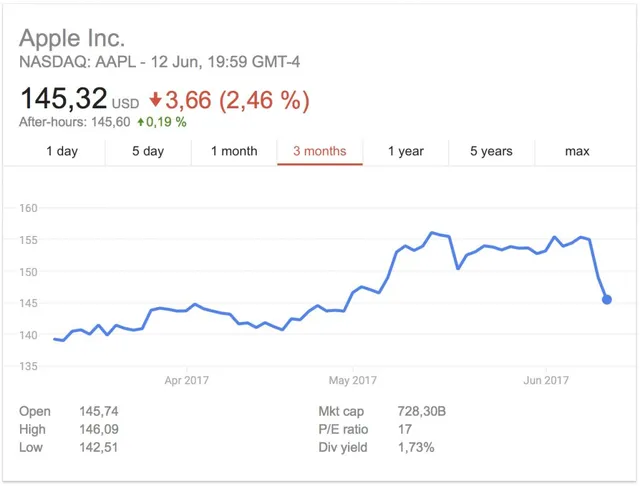 Apple Inc.
NASDAQ: AAPL - 12 Jun, 19:59 GMT-4
145,32 USD ↓3,66 (2,46 %)
After-hours: 145,60 ↑0,19 %
1 day 5 day 1 month 3 months 1 year 5 years max
160
155
150
145
140
135
Apr 2017 May 2017 Jun 2017
Open 145,74 Mkt cap 728,30B
High 146,09 P/E ratio 17
Low 142,51 Div yield 1,73%